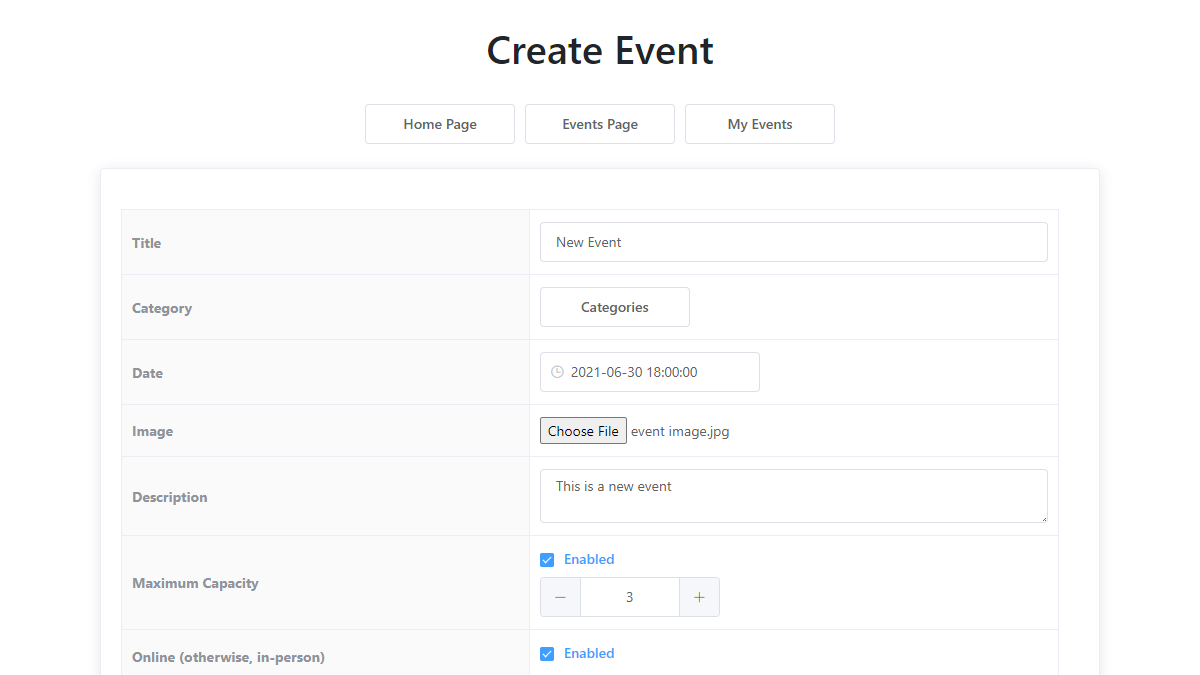 Create Event
Home Page Events Page My Events
Title New Event
Category Categories
Date 2021-06-30 18:00:00
Image Choose File event image.jpg
Description This is a new event
Enabled
Maximum Capacity
3
Online (otherwise, in-person) Enabled